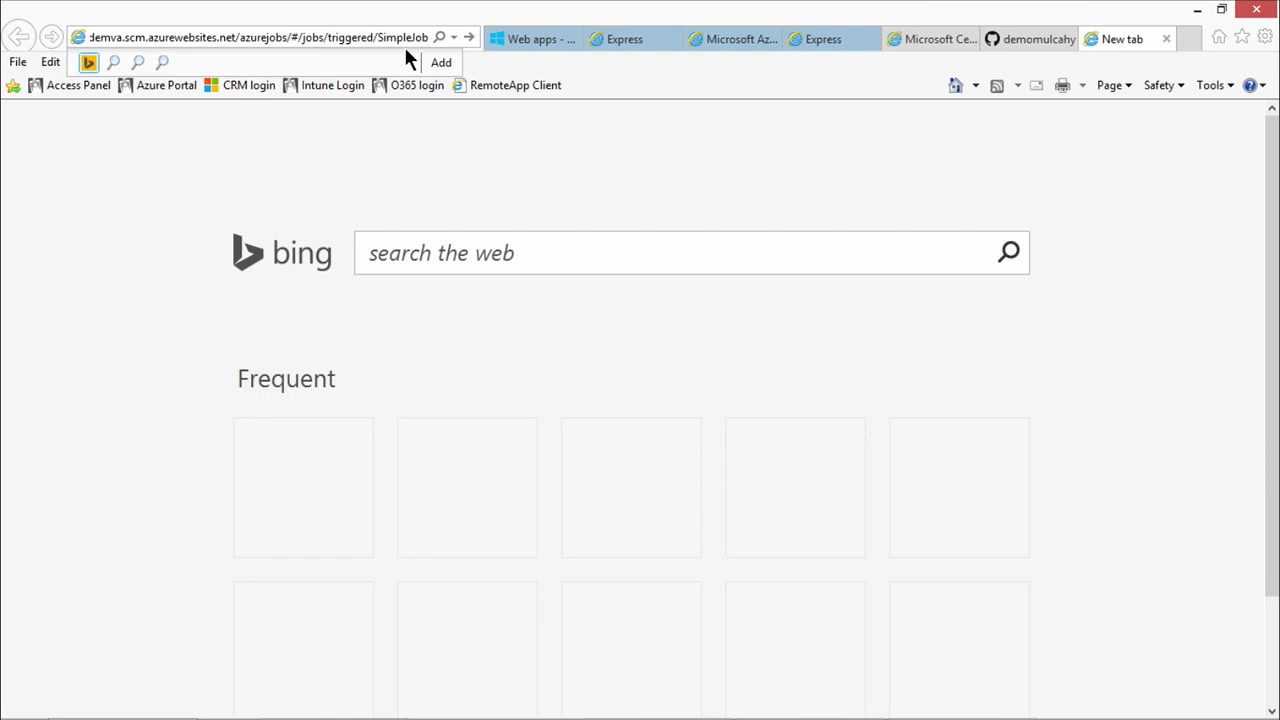 demva.scm.azurewebsites.net/azurejobs/#/jobs/triggered/SimpleJob
Web apps - ...
Express
Microsoft Az...
Express
Microsoft Ce...
demomulcahy
New tab
File
Edit
Add
Access Panel
Azure Portal
CRM login
Intune Login
O365 login
RemoteApp Client
Page
Safety
Tools
bing
search the web
Frequent